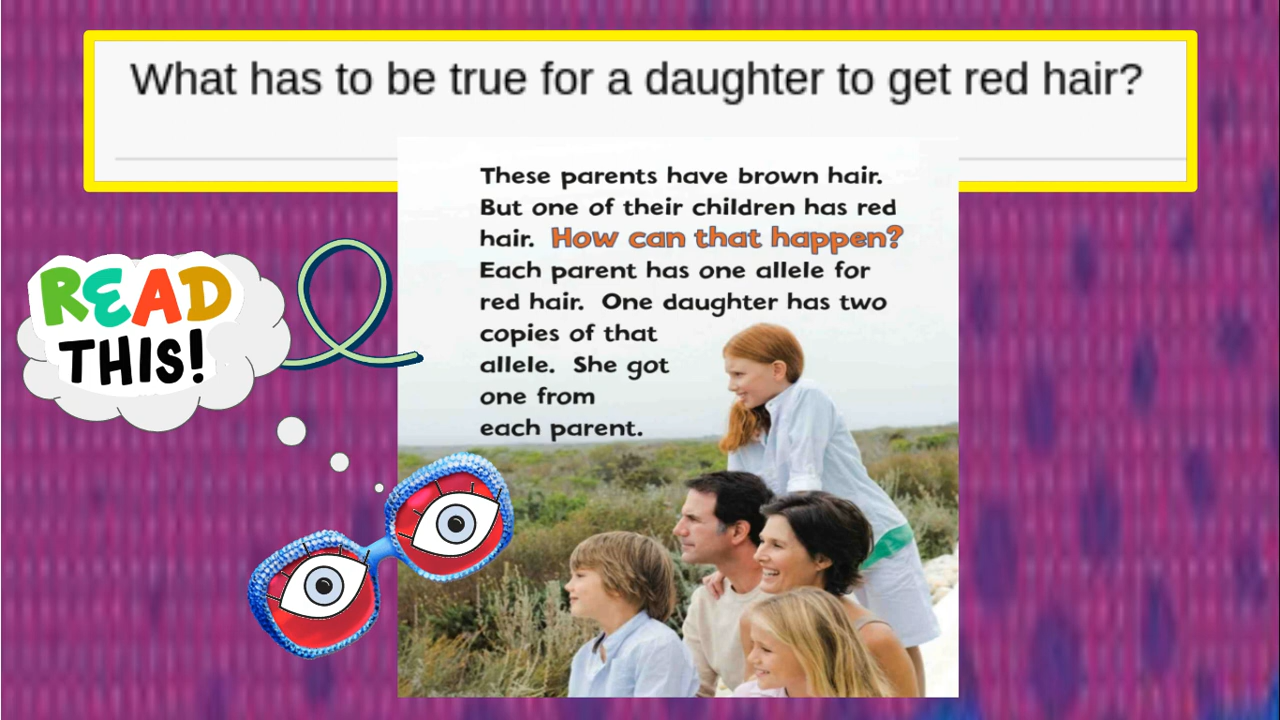 What has to be true for a daughter to get red hair?
These parents have brown hair.
But one of their children has red
hair. How can that happen?
Each parent has one allele for
red hair. One daughter has two
copies of that
allele. She got
one from
each parent.
READ
THIS!